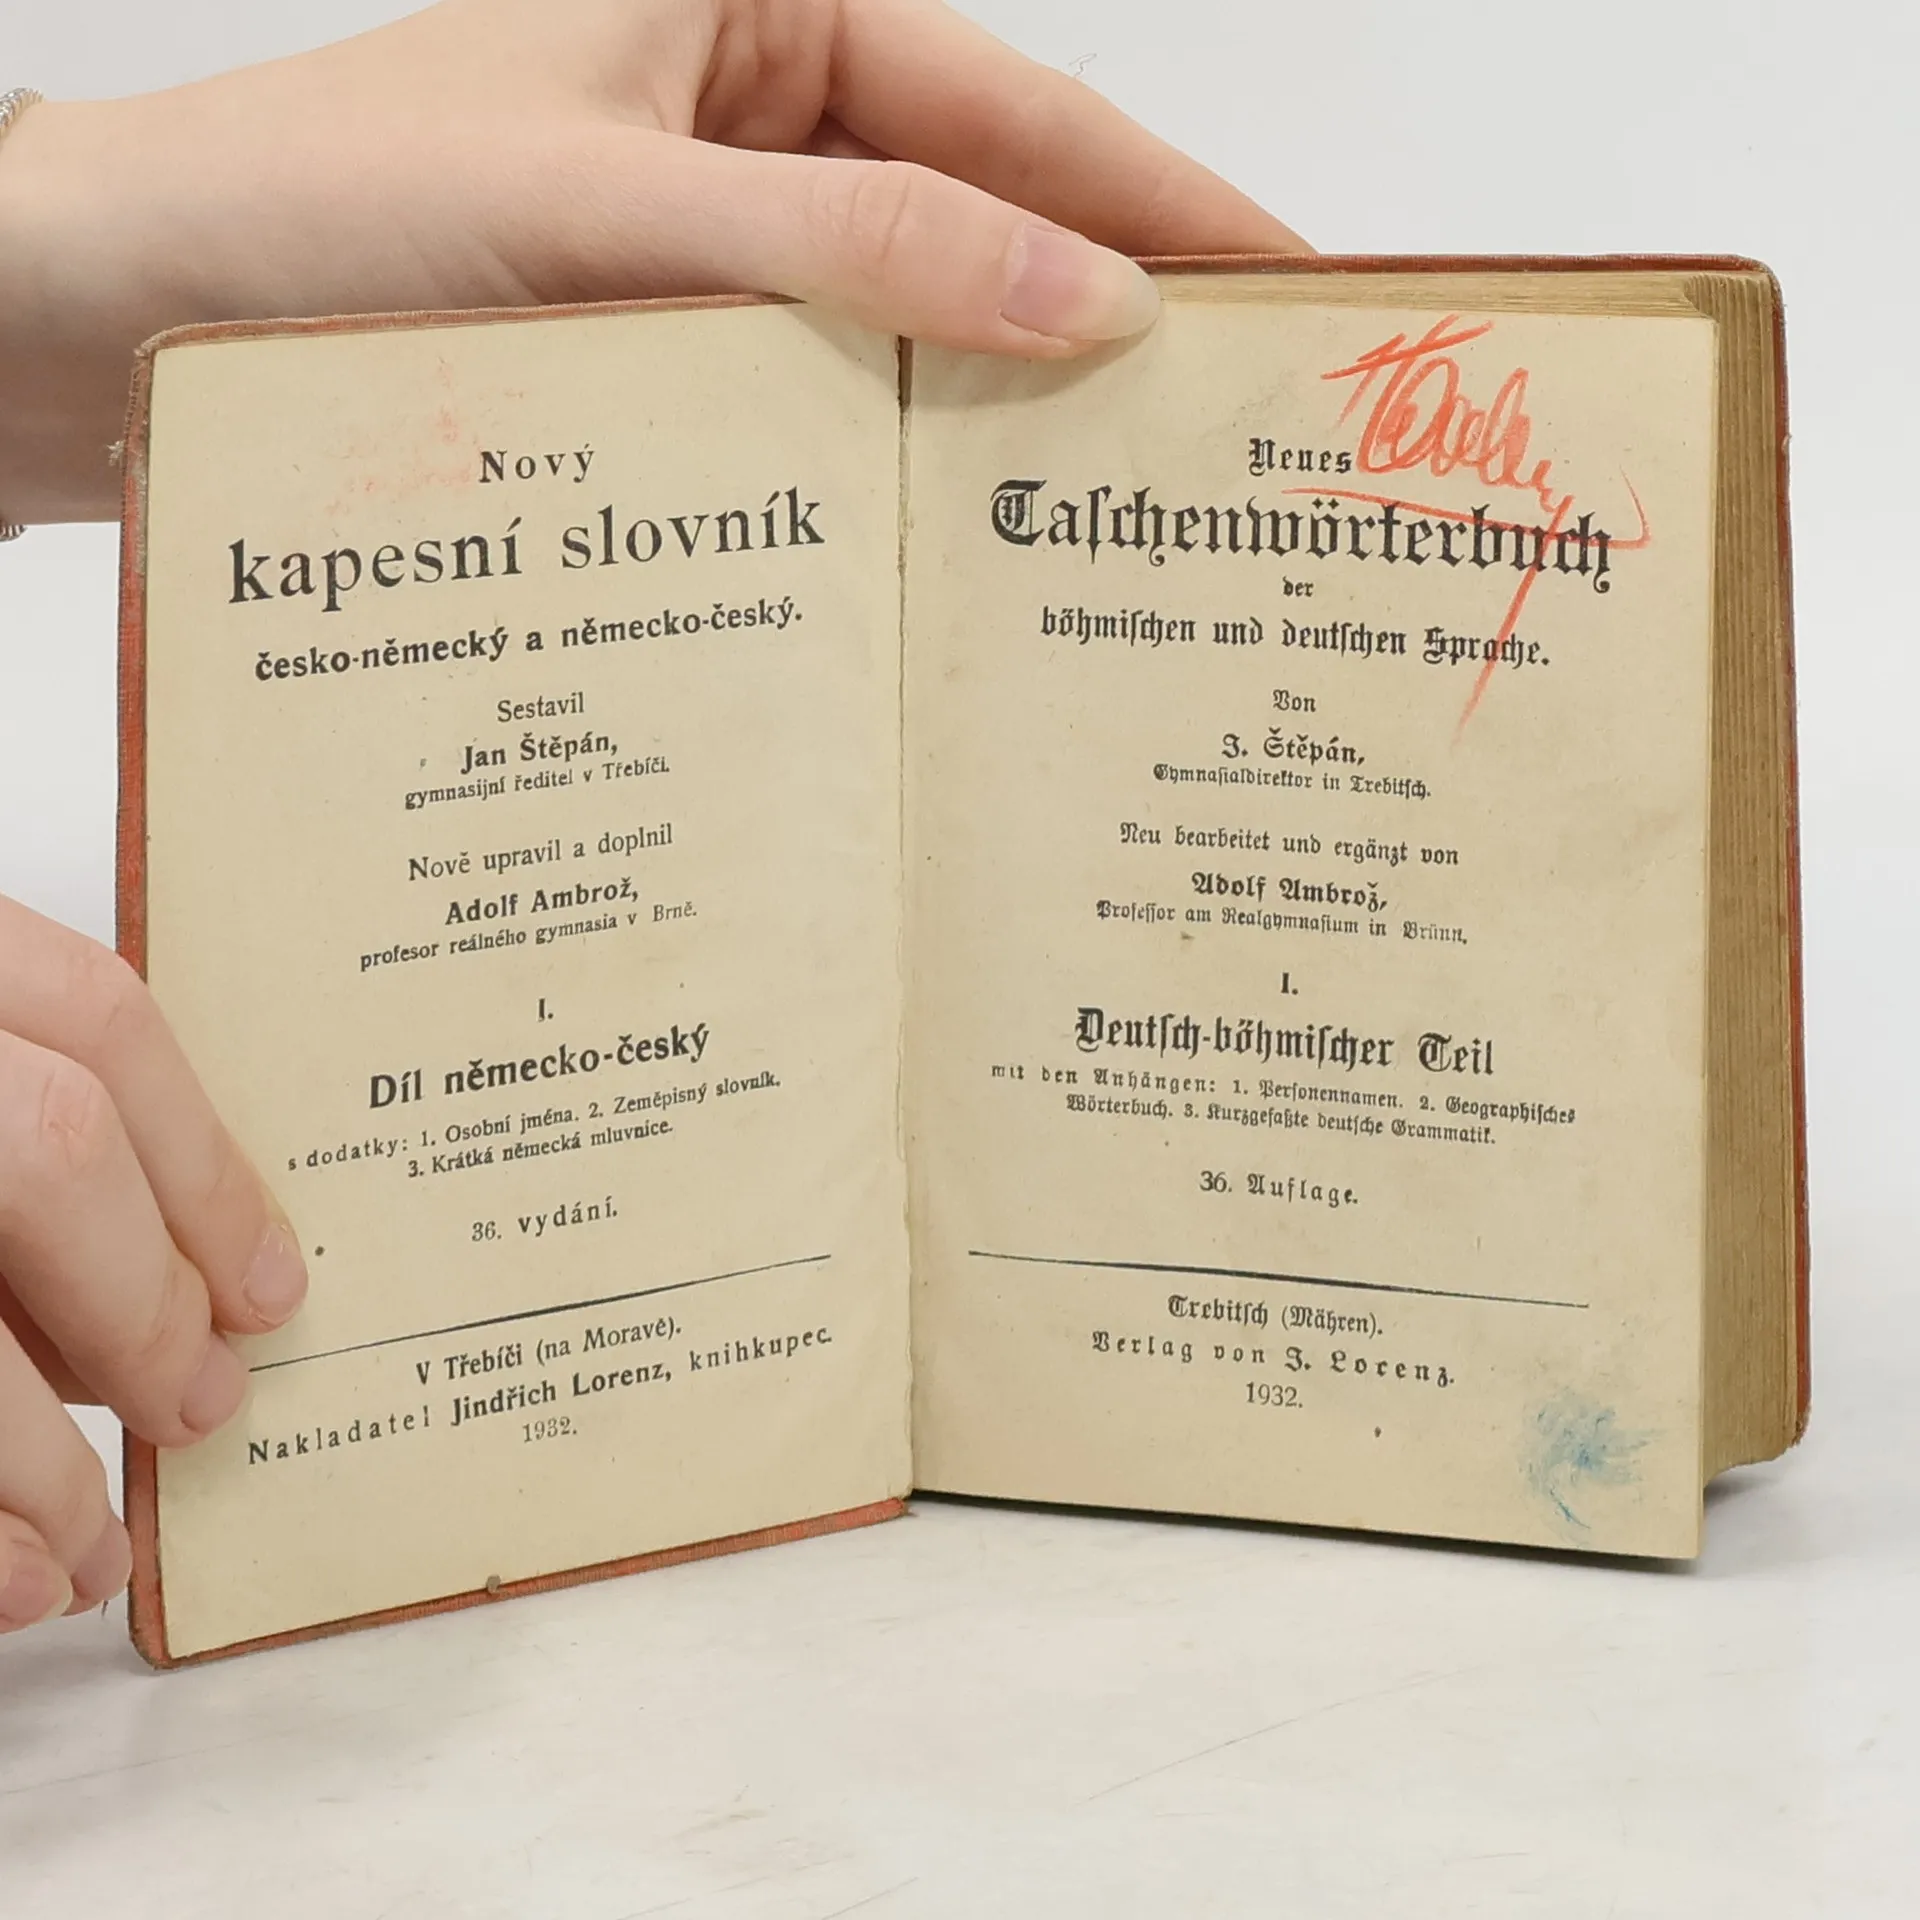 Nový
kapesní slovník
česko-německý a německo-český.
Sestavil
Jan Štěpán,
gymnasijní ředitel v Třebíči.
Nově upravil a doplnil
Adolf Ambrož,
profesor reálného gymnasia v Brně.
I.
Díl německo-český
s dodatky: 1. Osobní jména. 2. Zeměpisný slovník.
3. Krátká německá mluvnice.
36. vydání.
V Třebíči (na Moravě).
Nakladatel Jindřich Lorenz, knihkupec.
1932.
Neues
Taſchenwörterbuch
der
böhmiſchen und deutſchen Sprache.
Von
J. Štěpán,
Gymnaſialdirektor in Trebitſch.
Neu bearbeitet und ergänzt von
Adolf Ambrož,
Profeſſor am Realgymnaſium in Brünn.
I.
Deutſch-böhmiſcher Teil
mit den Anhängen: 1. Perſonennamen. 2. Geographiſches
Wörterbuch. 3. Kurzgefaßte deutſche Grammatik.
36. Auflage.
Trebitſch (Mähren).
Verlag von J. Lorenz.
1932.